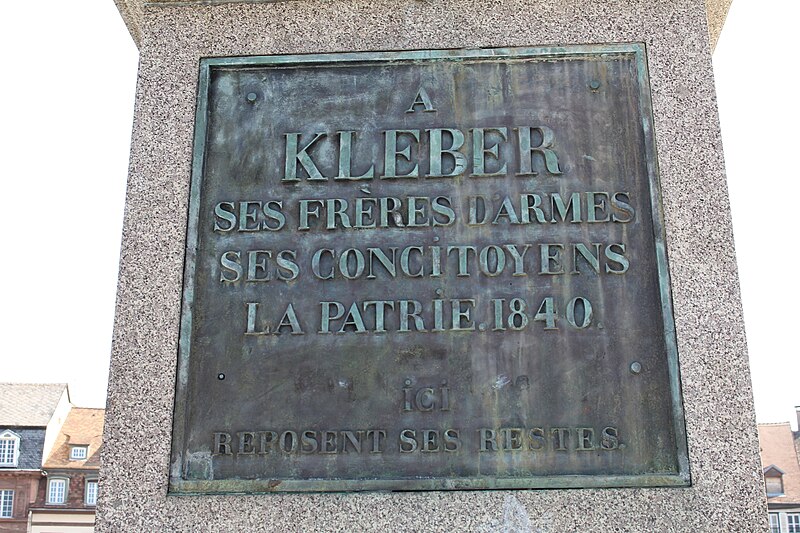 A
KLEBER
SES FRÈRES D'ARMES
SES CONCITOYENS
LA PATRIE. 1840.
ici
REPOSENT SES RESTES.